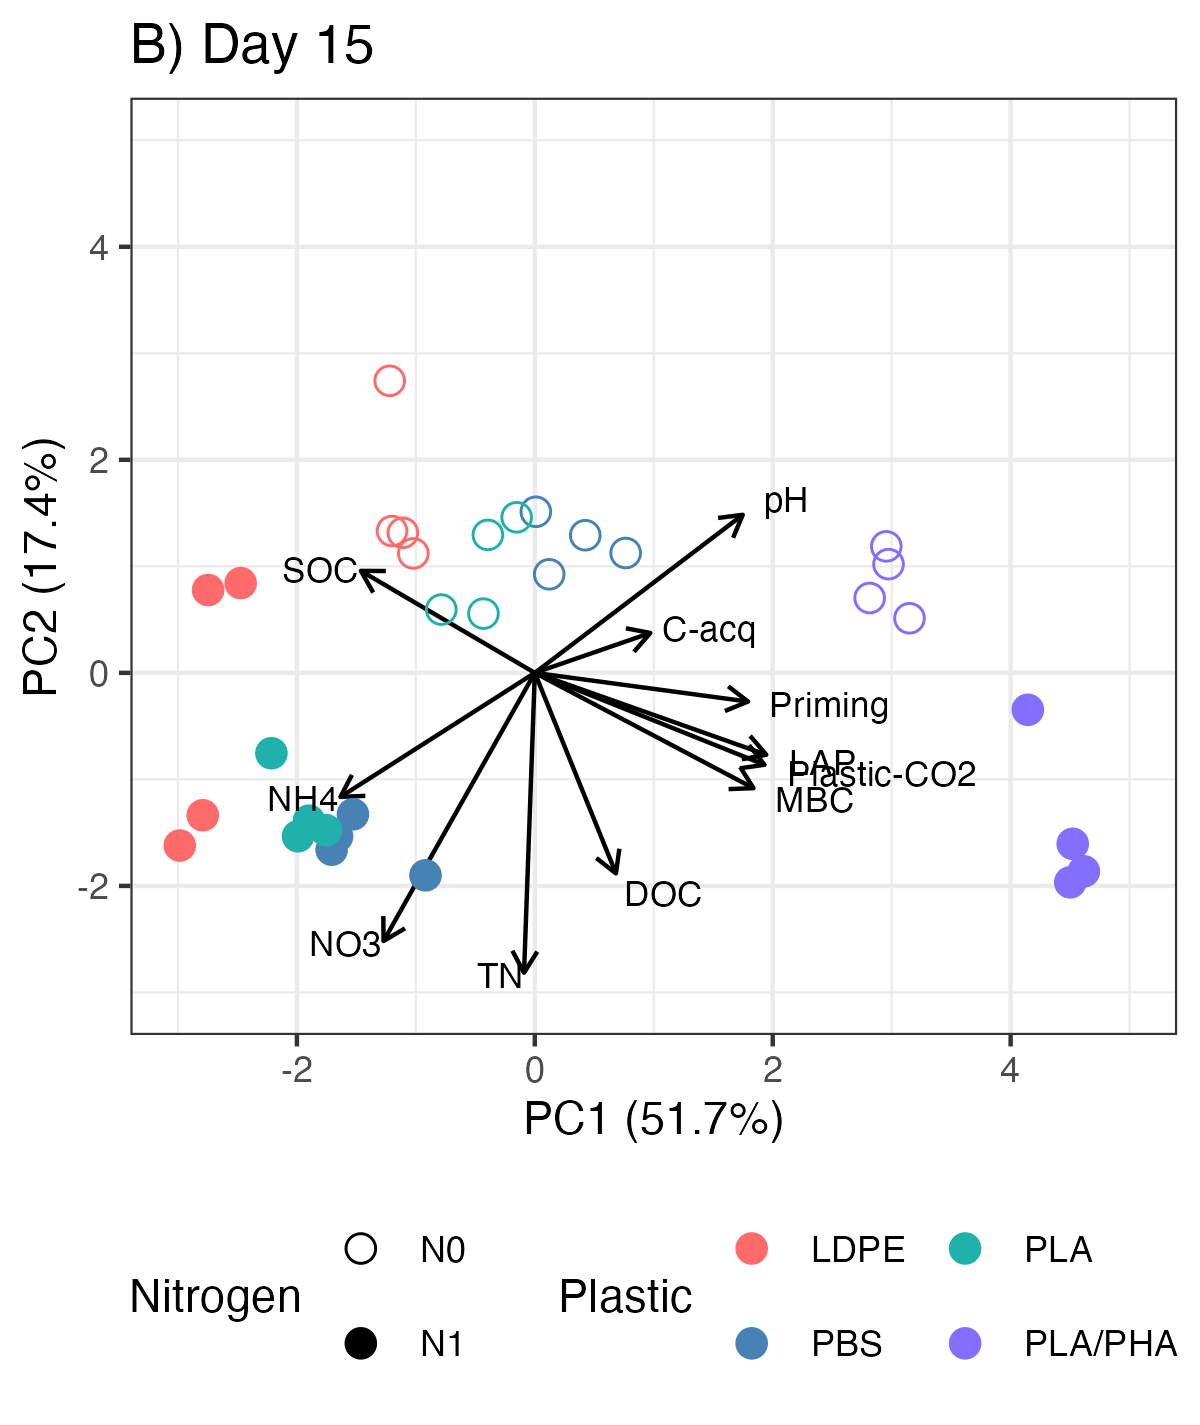 B) Day 15
PC2 (17.4%)
4
2
0
-2
pH
SOC
C-acq
Priming
LAP
Plastic-CO2
MBC
NH4
DOC
NO3
TN
-2 0 2 4
PC1 (51.7%)
Nitrogen
N0
N1
Plastic
LDPE
PBS
PLA
PLA/PHA